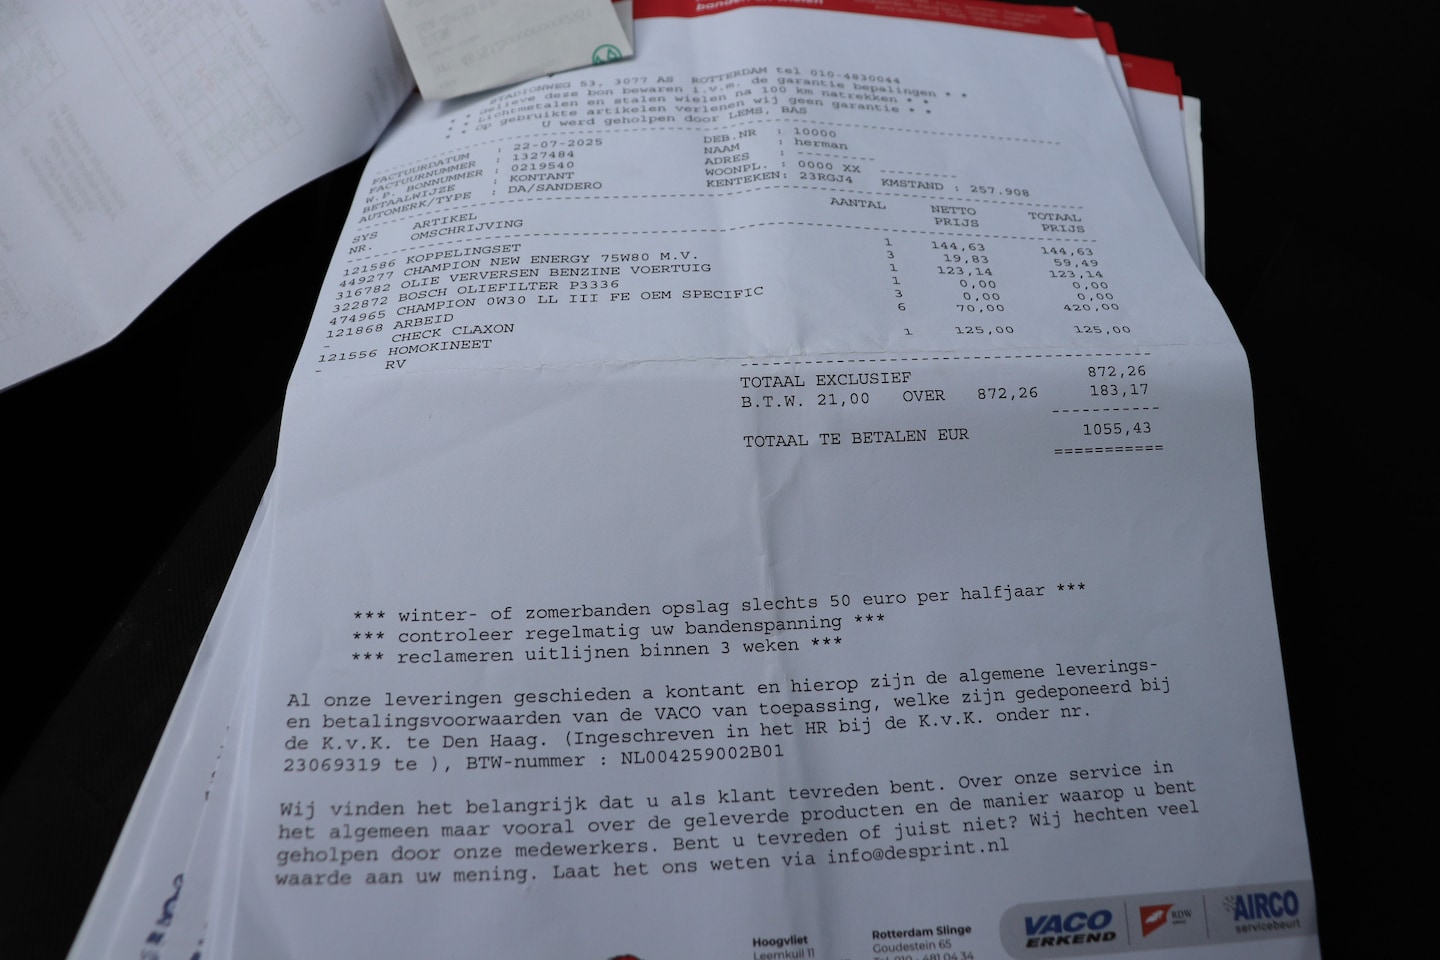 banden en wielen
STADIONWEG 53, 3077 AS ROTTERDAM tel 010-4830044
* * Gelieve deze bon bewaren i.v.m. de garantie bepalingen * *
* * Lichtmetalen en stalen wielen na 100 km natrekken * *
* * Op gebruikte artikelen verlenen wij geen garantie * *
U werd geholpen door LEMS, BAS
FACTUURDATUM : 22-07-2025 DEB.NR : 10000
FACTUURNUMMER : 1327484 NAAM : herman
W.P. BONNUMMER : 0219540 ADRES : ---------
BETAALWIJZE : KONTANT WOONPL. : 0000 XX ---------
AUTOMERK/TYPE : DA/SANDERO KENTEKEN: 23RGJ4 KMSTAND : 257.908
SYS ARTIKEL AANTAL NETTO TOTAAL
NR. OMSCHRIJVING PRIJS PRIJS
121586 KOPPELINGSET 1 144,63 144,63
449277 CHAMPION NEW ENERGY 75W80 M.V. 3 19,83 59,49
316782 OLIE VERVERSEN BENZINE VOERTUIG 1 123,14 123,14
322872 BOSCH OLIEFILTER P3336 1 0,00 0,00
474965 CHAMPION 0W30 LL III FE OEM SPECIFIC 3 0,00 0,00
121868 ARBEID 6 70,00 420,00
- CHECK CLAXON
121556 HOMOKINEET 1 125,00 125,00
- RV
TOTAAL EXCLUSIEF 872,26
B.T.W. 21,00 OVER 872,26 183,17
TOTAAL TE BETALEN EUR 1055,43
===========
*** winter- of zomerbanden opslag slechts 50 euro per halfjaar ***
*** controleer regelmatig uw bandenspanning ***
*** reclameren uitlijnen binnen 3 weken ***
Al onze leveringen geschieden a kontant en hierop zijn de algemene leverings-
en betalingsvoorwaarden van de VACO van toepassing, welke zijn gedeponeerd bij
de K.v.K. te Den Haag. (Ingeschreven in het HR bij de K.v.K. onder nr.
23069319 te ), BTW-nummer : NL004259002B01
Wij vinden het belangrijk dat u als klant tevreden bent. Over onze service in
het algemeen maar vooral over de geleverde producten en de manier waarop u bent
geholpen door onze medewerkers. Bent u tevreden of juist niet? Wij hechten veel
waarde aan uw mening. Laat het ons weten via info@desprint.nl
Hoogvliet
Leemkuil 11
Rotterdam Slinge
Goudestein 65
Tel. 010 - 481 04 34
VACO
ERKEND
RDW
AIRCO
servicebeurt